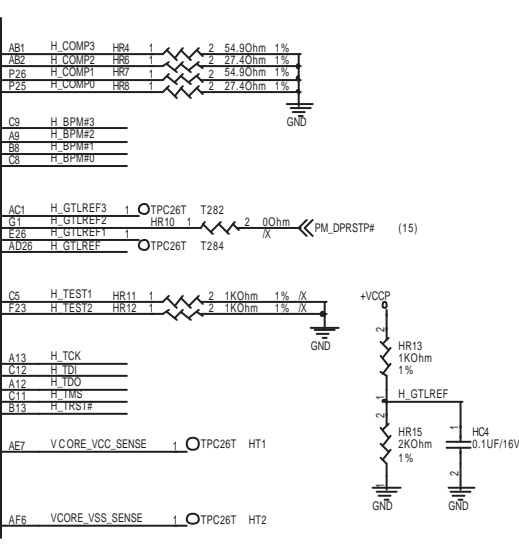 AB1 H_COMP3 HR4 1 2 54.9Ohm 1%
AB2 H_COMP2 HR6 1 2 27.4Ohm 1%
P26 H_COMP1 HR7 1 2 54.9Ohm 1%
P25 H_COMP0 HR8 1 2 27.4Ohm 1%
GND
C9 H_BPM#3
A9 H_BPM#2
B8 H_BPM#1
C8 H_BPM#0
AC1 H_GTLREF3 1 TPC26T T282
G1 H_GTLREF2 HR10 1 2 0Ohm /X PM_DPRSTP# (15)
E26 H_GTLREF1 1
AD26 H_GTLREF TPC26T T284
C5 H_TEST1 HR11 1 2 1KOhm 1% /X
F23 H_TEST2 HR12 1 2 1KOhm 1% /X
GND
A13 H_TCK
C12 H_TDI
A12 H_TDO
C11 H_TMS
B13 H_TRST#
AE7 VCORE_VCC_SENSE 1 TPC26T HT1
AF6 VCORE_VSS_SENSE 1 TPC26T HT2
+VCCP
2
HR13
1KOhm
1%
1
H_GTLREF
2
HR15
2KOhm
1%
1
GND
1
HC4
0.1UF/16V
2
GND